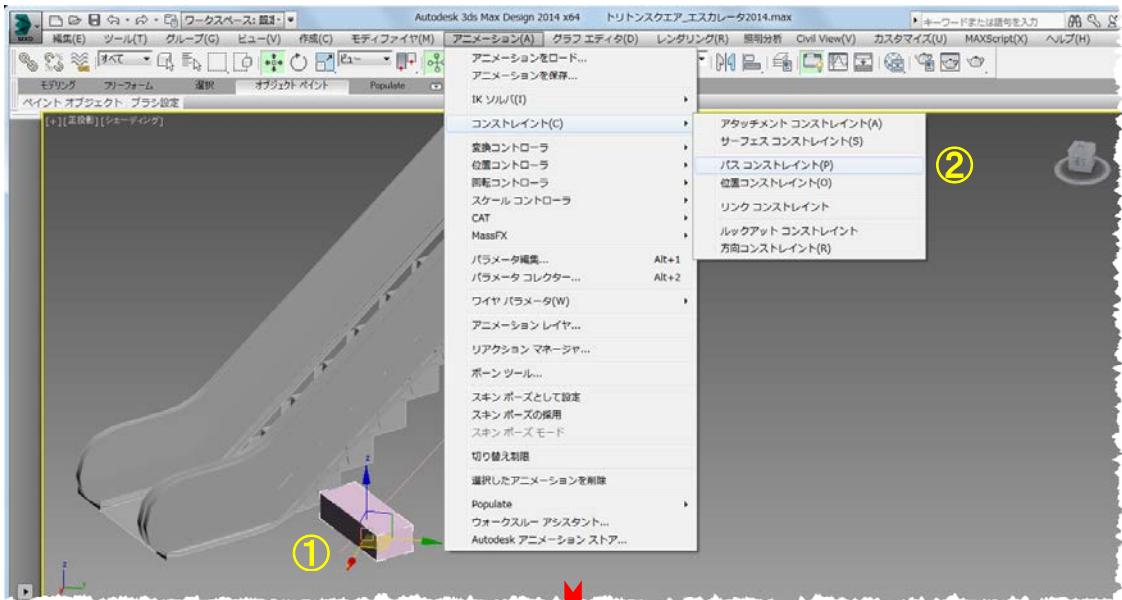 ワークスペース: 既定
Autodesk 3ds Max Design 2014 x64 トリトンスクエア_エスカレータ2014.max
キーワードまたは語句を入力
MXD
編集(E) ツール(T) グループ(G) ビュー(V) 作成(C) モディファイヤ(M) アニメーション(A) グラフ エディタ(D) レンダリング(R) 照明分析 Civil View(V) カスタマイズ(U) MAXScript(X) ヘルプ(H)
すべて
ビュー
モデリング フリーフォーム 選択 オブジェクト ペイント Populate
ペイント オブジェクト ブラシ設定
[+][正投影][シェーディング]
アニメーションをロード...
アニメーションを保存...
IK ソルバ(I)
コンストレイント(C)
変換コントローラ
位置コントローラ
回転コントローラ
スケール コントローラ
CAT
MassFX
パラメータ編集... Alt+1
パラメータ コレクター... Alt+2
ワイヤ パラメータ(W)
アニメーション レイヤ...
リアクション マネージャ...
ボーン ツール...
スキン ポーズとして設定
スキン ポーズの採用
スキン ポーズ モード
切り替え制限
選択したアニメーションを削除
Populate
ウォークスルー アシスタント...
Autodesk アニメーション ストア...
アタッチメント コンストレイント(A)
サーフェス コンストレイント(S)
パス コンストレイント(P)
位置コンストレイント(O)
リンク コンストレイント
ルックアット コンストレイント
方向コンストレイント(R)
②
①
z
z